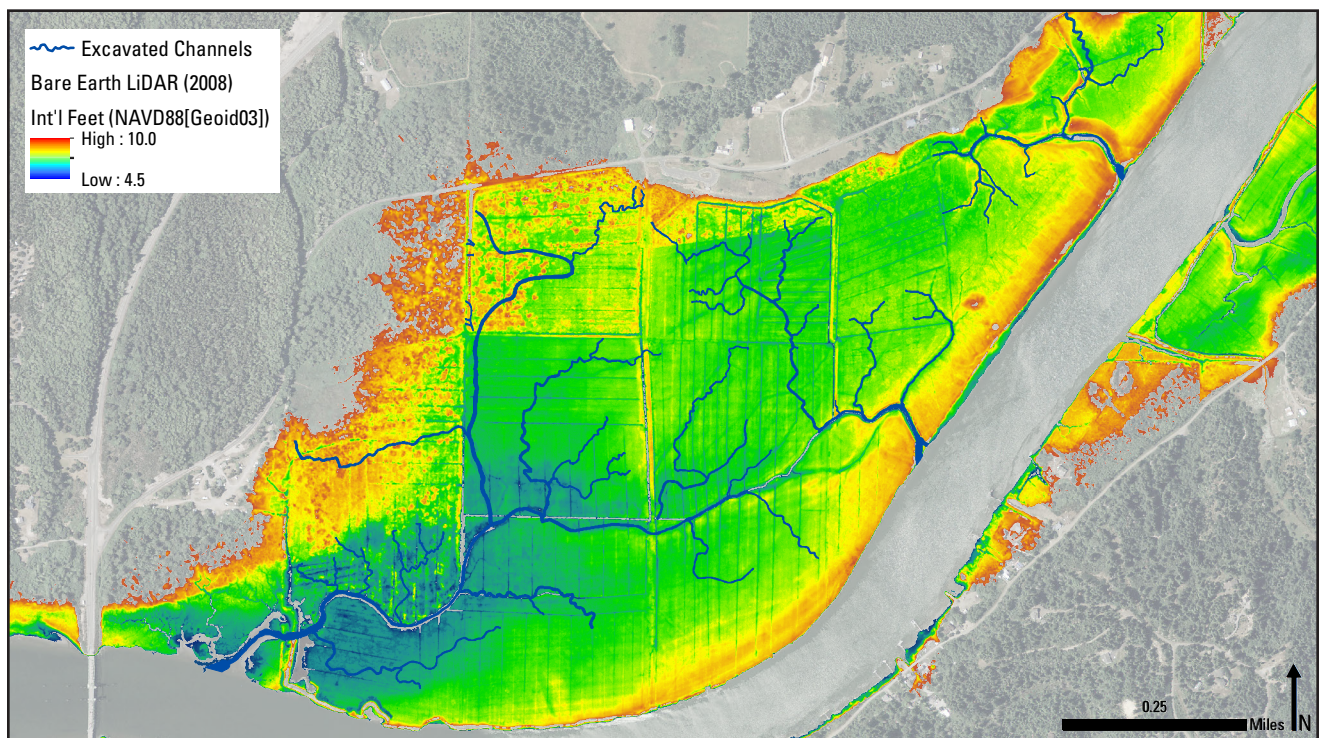 Excavated Channels
Bare Earth LiDAR (2008)
Int'l Feet (NAVD88[Geoid03])
High : 10.0
Low : 4.5
0.25
Miles
N